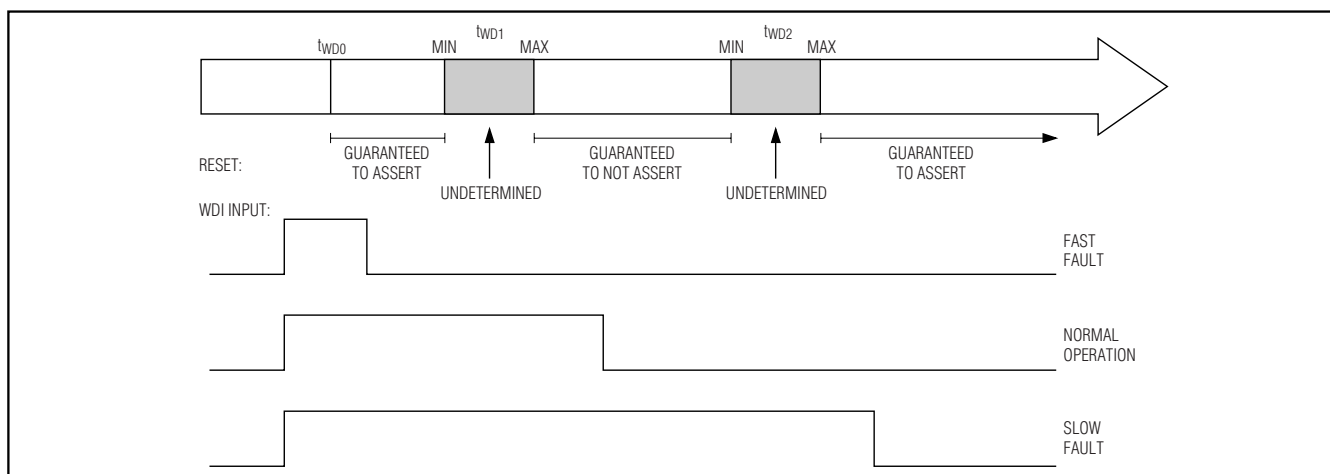 tWD0
MIN
tWD1
MAX
MIN
tWD2
MAX
RESET:
GUARANTEED
TO ASSERT
UNDETERMINED
GUARANTEED
TO NOT ASSERT
UNDETERMINED
GUARANTEED
TO ASSERT
WDI INPUT:
FAST
FAULT
NORMAL
OPERATION
SLOW
FAULT